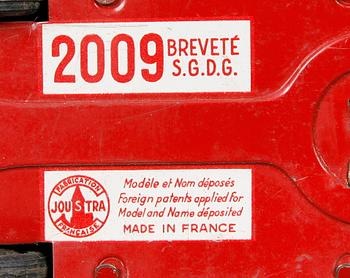 2009 BREVETÉ
S.G.D.G.
FABRICATION
JOUSTRA
FRANÇAISE
Modèle et Nom déposés
Foreign patents applied for
Model and Name déposited
MADE IN FRANCE